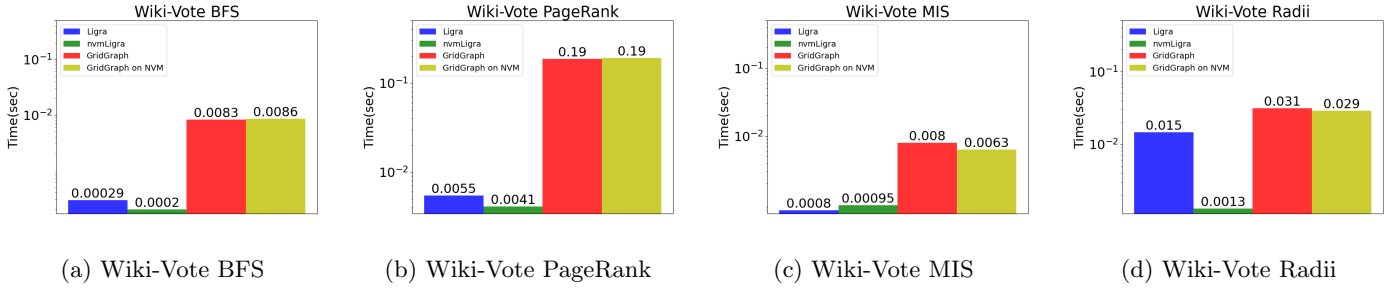 Wiki-Vote BFS
Time(sec)
10⁻¹
10⁻²
Ligra
nvmLigra
GridGraph
GridGraph on NVM
0.00029
0.0002
0.0083
0.0086
(a) Wiki-Vote BFS
Wiki-Vote PageRank
Time(sec)
10⁻¹
10⁻²
Ligra
nvmLigra
GridGraph
GridGraph on NVM
0.0055
0.0041
0.19
0.19
(b) Wiki-Vote PageRank
Wiki-Vote MIS
Time(sec)
10⁻¹
10⁻²
Ligra
nvmLigra
GridGraph
GridGraph on NVM
0.0008
0.00095
0.008
0.0063
(c) Wiki-Vote MIS
Wiki-Vote Radii
Time(sec)
10⁻¹
10⁻²
Ligra
nvmLigra
GridGraph
GridGraph on NVM
0.015
0.0013
0.031
0.029
(d) Wiki-Vote Radii